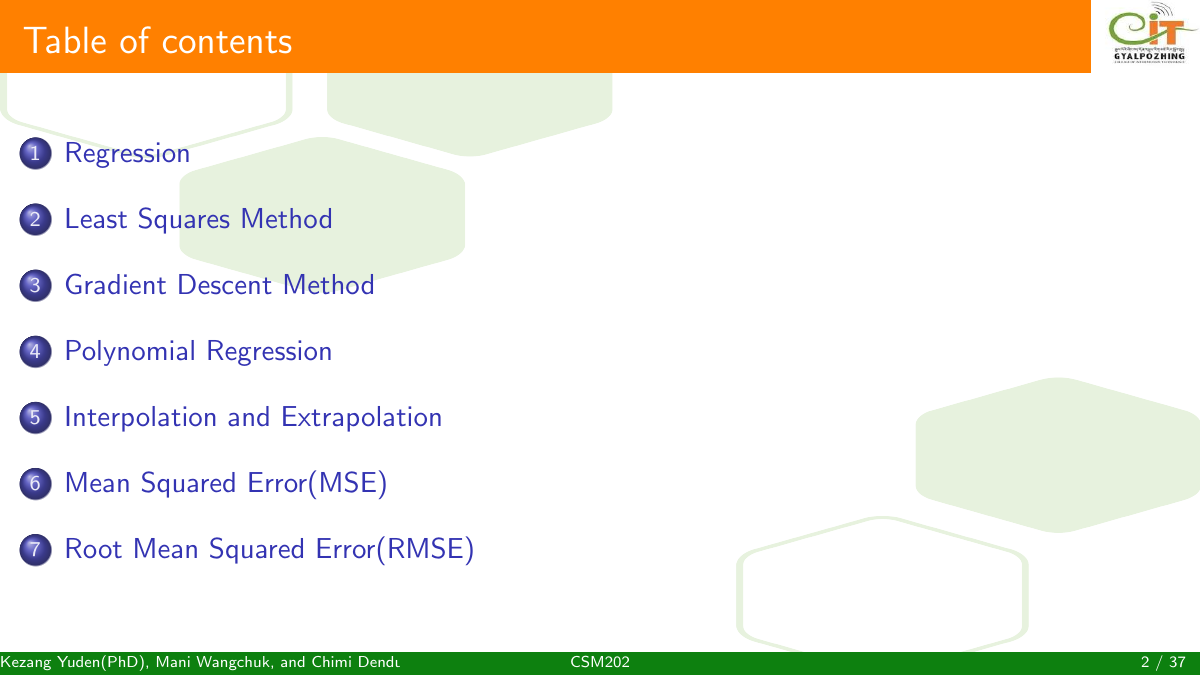 Table of contents
GYALPOZHING
1 Regression
2 Least Squares Method
3 Gradient Descent Method
4 Polynomial Regression
5 Interpolation and Extrapolation
6 Mean Squared Error(MSE)
7 Root Mean Squared Error(RMSE)
Kezang Yuden(PhD), Mani Wangchuk, and Chimi CSM202 2 / 37